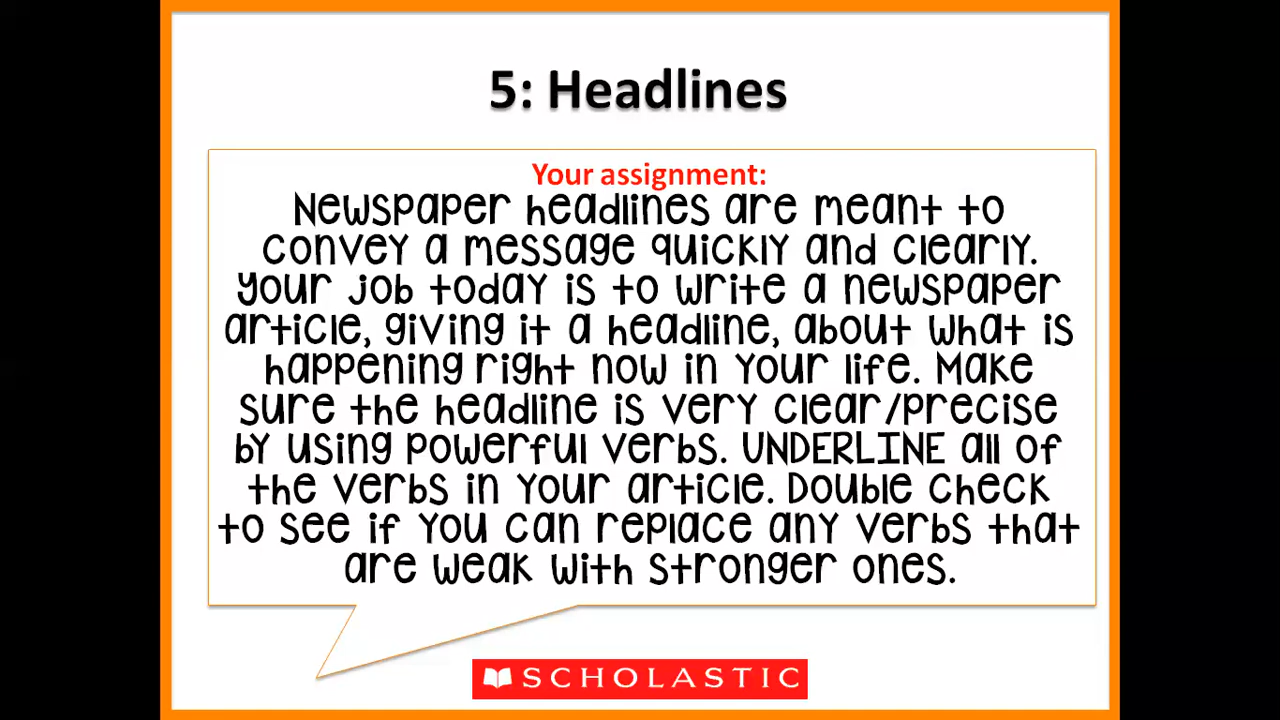 5: Headlines
Your assignment:
Newspaper headlines are meant to
convey a message quickly and clearly.
Your job today is to write a newspaper
article, giving it a headline, about what is
happening right now in your life. Make
sure the headline is very clear/precise
by using powerful verbs. UNDERLINE all of
the verbs in your article. Double check
to see if you can replace any verbs that
are weak with stronger ones.
SCHOLASTIC